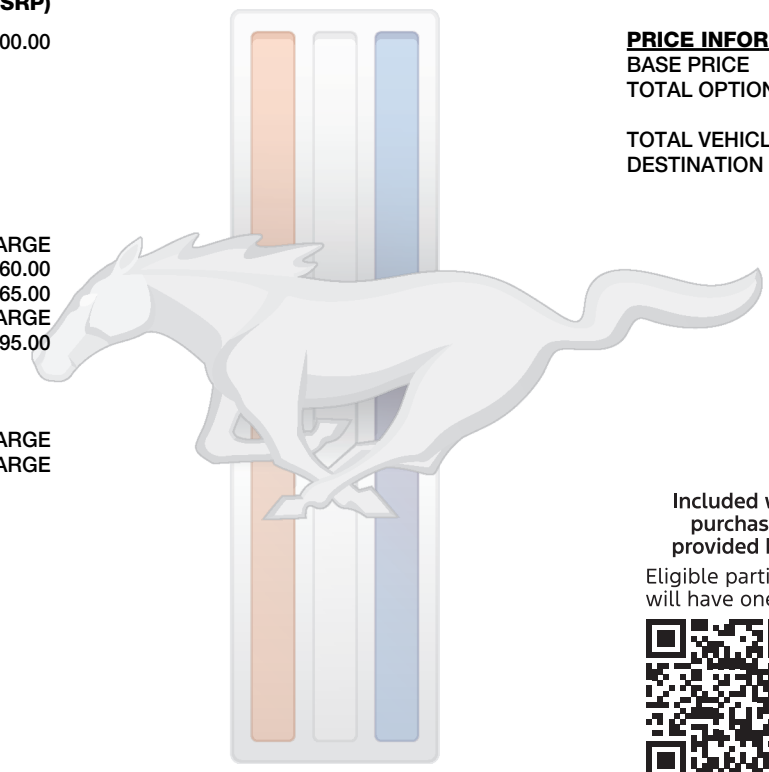 SRP)
00.00
ARGE
60.00
65.00
ARGE
95.00
ARGE
ARGE
PRICE INFOR
BASE PRICE
TOTAL OPTION
TOTAL VEHICL
DESTINATION
Included w
purchas
provided b
Eligible parti
will have one